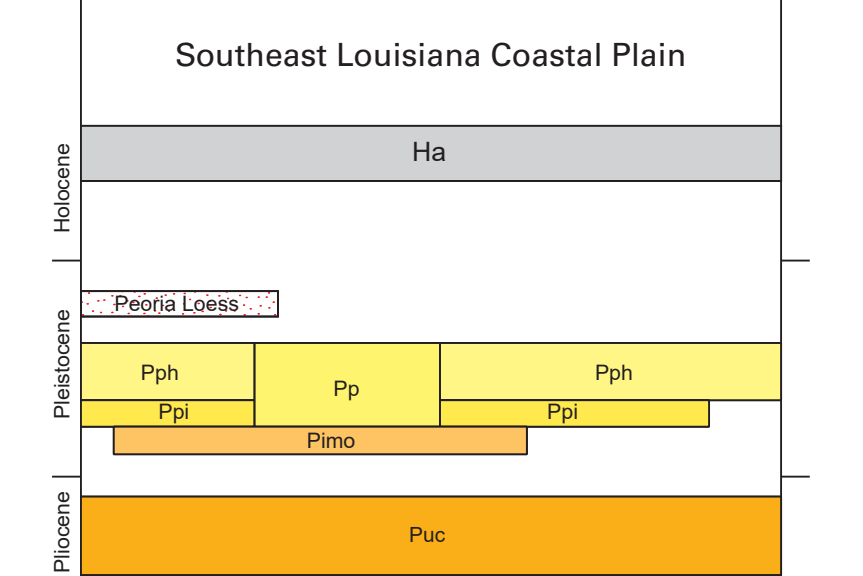 Southeast Louisiana Coastal Plain
Holocene
Ha
Pleistocene
Peoria Loess
Pph
Pp
Pph
Ppi
Ppi
Pimo
Pliocene
Puc